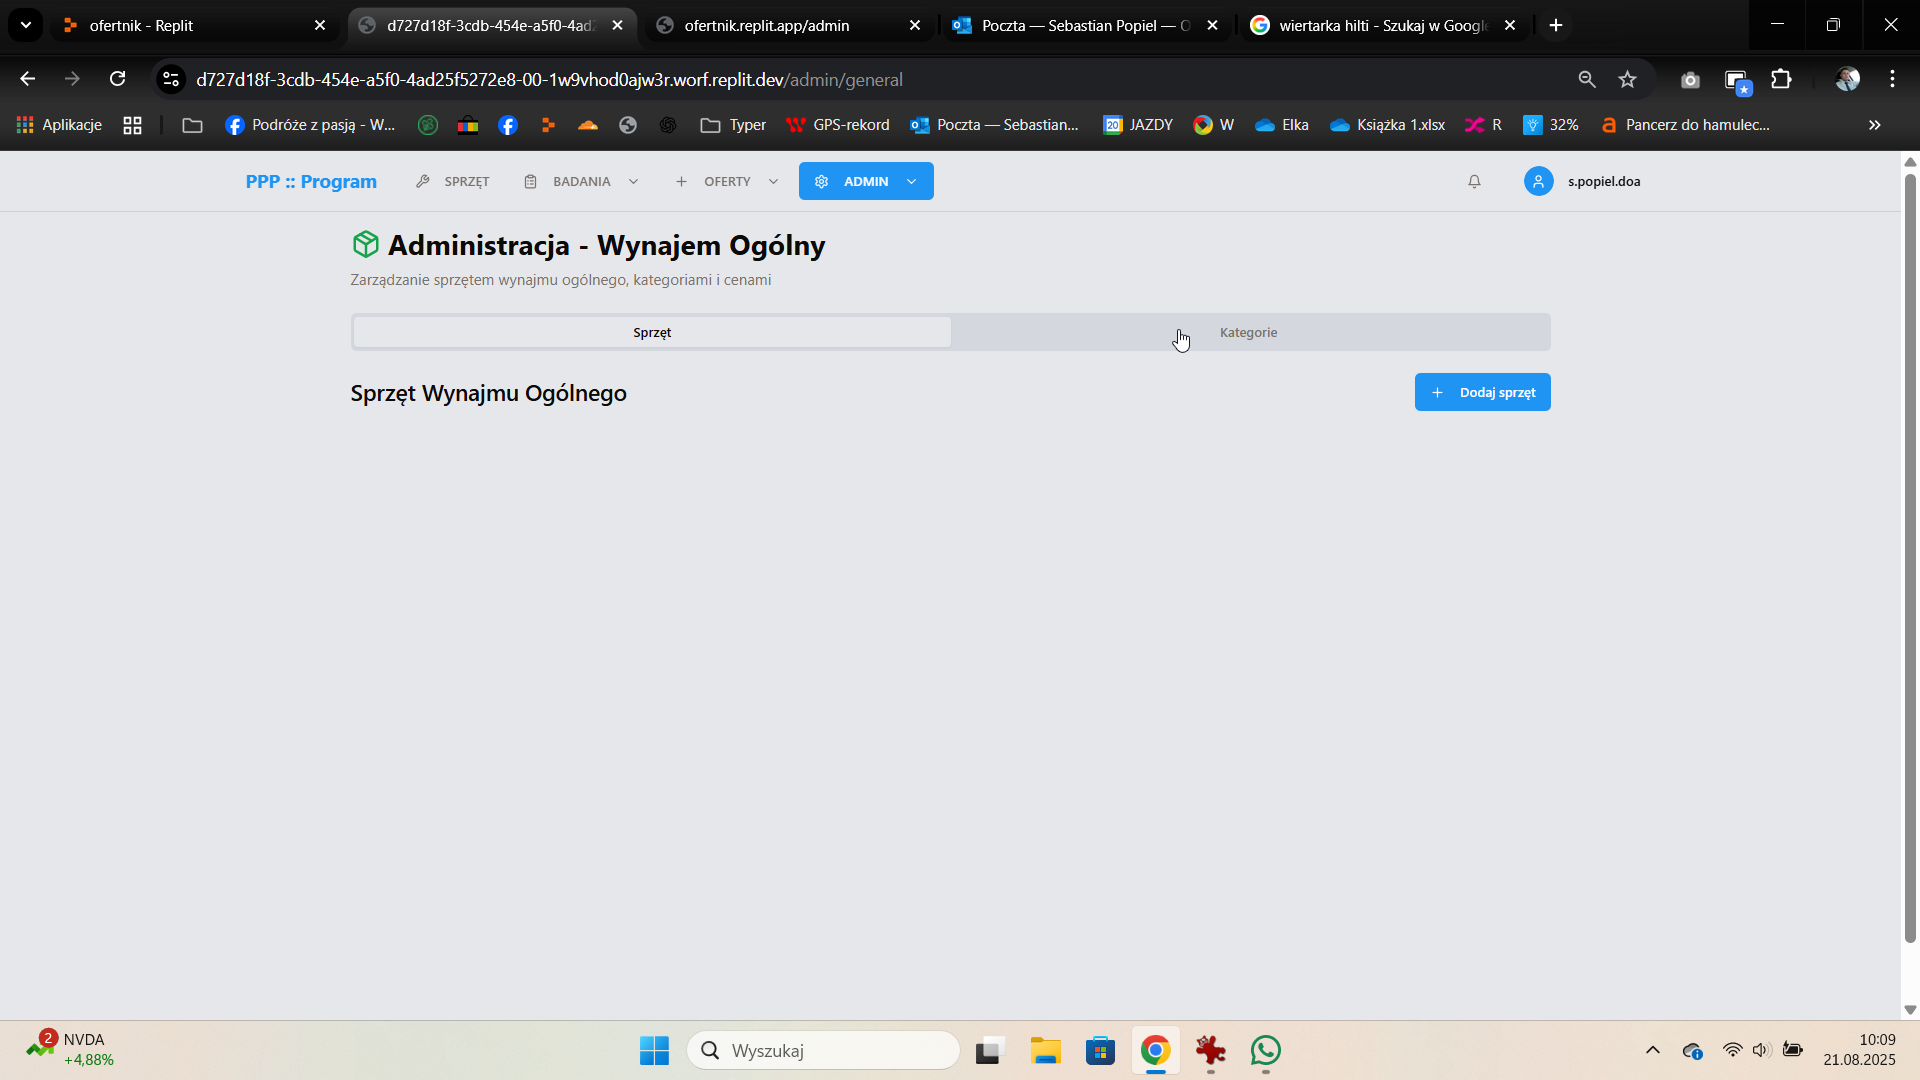 ofertnik - Replit
d727d18f-3cdb-454e-a5f0-4ad2
ofertnik.replit.app/admin
Poczta — Sebastian Popiel — O
wiertarka hilti - Szukaj w Google
d727d18f-3cdb-454e-a5f0-4ad25f5272e8-00-1w9vhod0ajw3r.worf.replit.dev/admin/general
Aplikacje
Podróże z pasją - W...
Typer
GPS-rekord
Poczta — Sebastian...
20
JAZDY
W
Elka
Książka 1.xlsx
R
32%
Pancerz do hamulec...
PPP :: Program
SPRZĘT
BADANIA
OFERTY
ADMIN
s.popiel.doa
Administracja - Wynajem Ogólny
Zarządzanie sprzętem wynajmu ogólnego, kategoriami i cenami
Sprzęt
Kategorie
Sprzęt Wynajmu Ogólnego
Dodaj sprzęt
2
NVDA
+4,88%
Wyszukaj
10:09
21.08.2025